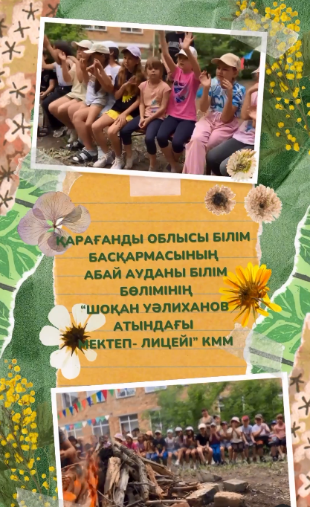 ҚАРАҒАНДЫ ОБЛЫСЫ БІЛІМ
БАСҚАРМАСЫНЫҢ
АБАЙ АУДАНЫ БІЛІМ
БӨЛІМІНІҢ
"ШОҚАН УӘЛИХАНОВ
АТЫНДАҒЫ
МЕКТЕП- ЛИЦЕЙІ" КММ